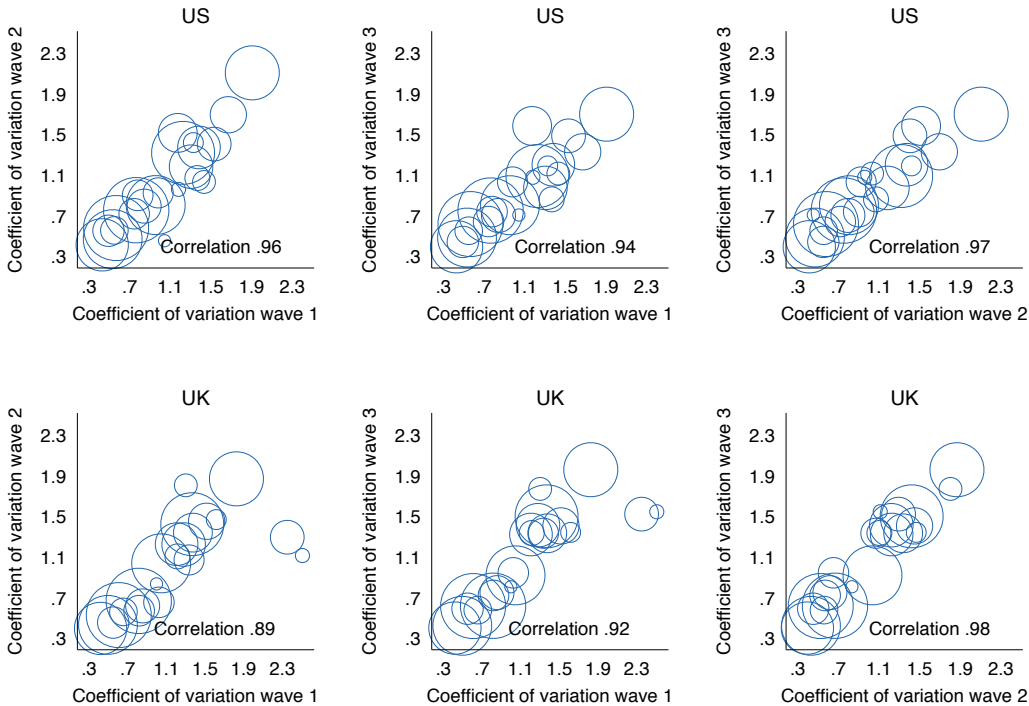 US
Coefficient of variation wave 2
2.3
1.9
1.5
1.1
.7
.3
Correlation .96
.3 .7 1.1 1.5 1.9 2.3
Coefficient of variation wave 1
US
Coefficient of variation wave 3
2.3
1.9
1.5
1.1
.7
.3
Correlation .94
.3 .7 1.1 1.5 1.9 2.3
Coefficient of variation wave 1
US
Coefficient of variation wave 3
2.3
1.9
1.5
1.1
.7
.3
Correlation .97
.3 .7 1.1 1.5 1.9 2.3
Coefficient of variation wave 2
UK
Coefficient of variation wave 2
2.3
1.9
1.5
1.1
.7
.3
Correlation .89
.3 .7 1.1 1.5 1.9 2.3
Coefficient of variation wave 1
UK
Coefficient of variation wave 3
2.3
1.9
1.5
1.1
.7
.3
Correlation .92
.3 .7 1.1 1.5 1.9 2.3
Coefficient of variation wave 1
UK
Coefficient of variation wave 3
2.3
1.9
1.5
1.1
.7
.3
Correlation .98
.3 .7 1.1 1.5 1.9 2.3
Coefficient of variation wave 2